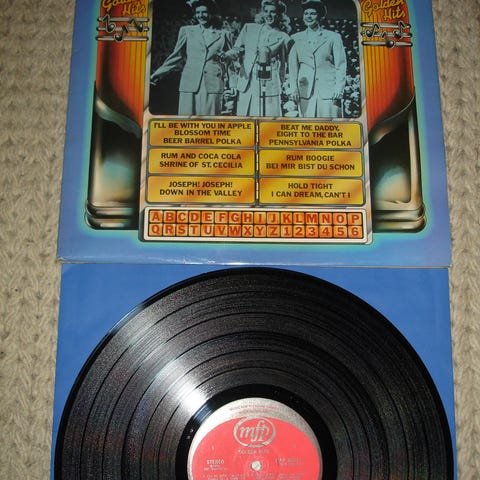 Golden Hits
Golden Hits
I'LL BE WITH YOU IN APPLE
BLOSSOM TIME
BEER BARREL POLKA
BEAT ME DADDY,
EIGHT TO THE BAR
PENNSYLVANIA POLKA
RUM AND COCA COLA
SHRINE OF ST. CECILIA
RUM BOOGIE
BEI MIR BIST DU SCHON
JOSEPH! JOSEPH!
DOWN IN THE VALLEY
HOLD TIGHT
I CAN DREAM, CAN'T I
ABCDEFGHIJKLMNOP
QRSTUVWXYZ123456
mfp
GOLDEN HITS
STEREO